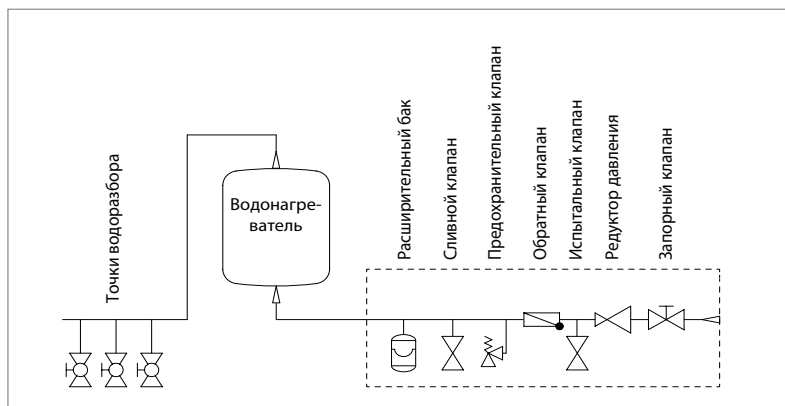 Точки водоразбора
Водонагре-
ватель
Расширительный бак
Сливной клапан
Предохранительный клапан
Обратный клапан
Испытальный клапан
Редуктор давления
Запорный клапан